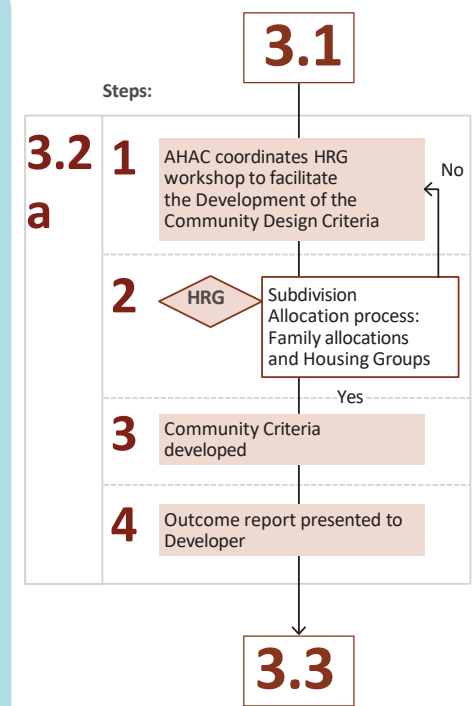 3.1
Steps:
3.2
a
1
AHAC coordinates HRG
workshop to facilitate
the Development of the
Community Design Criteria
No
2
HRG
Subdivision
Allocation process:
Family allocations
and Housing Groups
Yes
3
Community Criteria
developed
4
Outcome report presented to
Developer
3.3